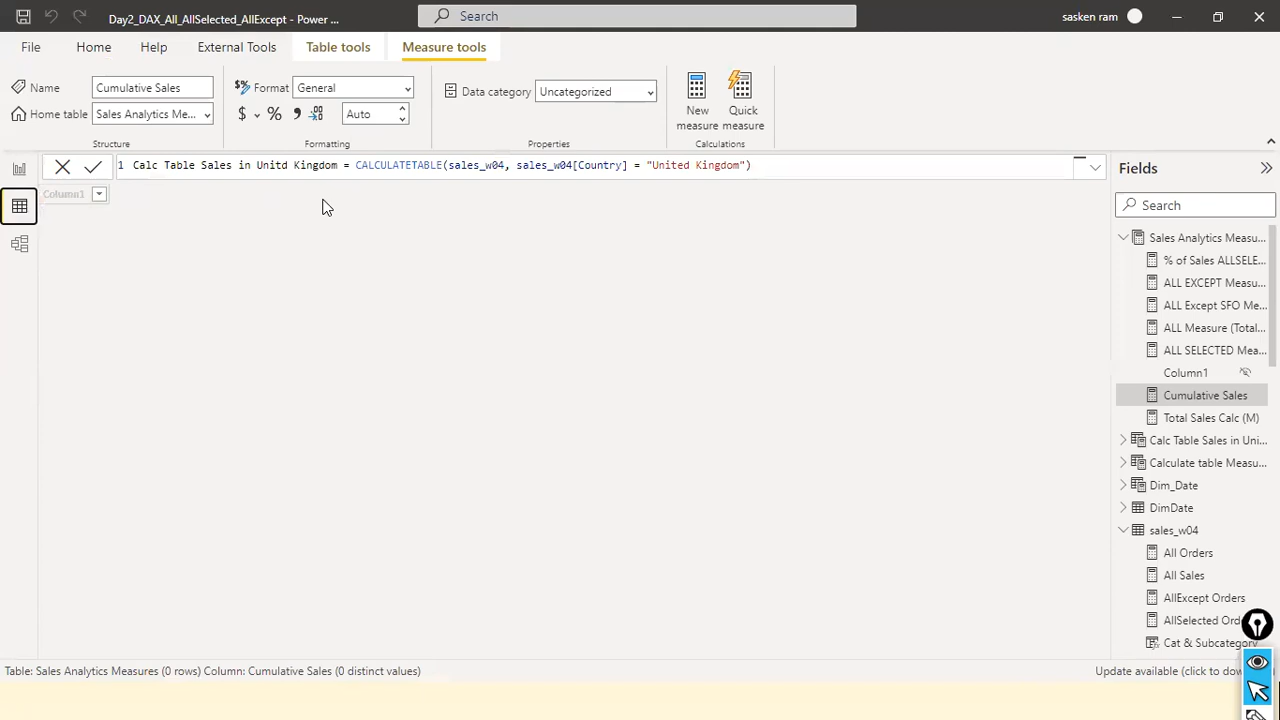 Day2_DAX_All_AllSelected_AllExcept - Power ...
Search
sasken ram
File
Home
Help
External Tools
Table tools
Measure tools
Name
Cumulative Sales
Home table
Sales Analytics Me...
Structure
Format
General
$
%
Auto
Formatting
Data category
Uncategorized
Properties
New measure
Quick measure
Calculations
1 Calc Table Sales in Unitd Kingdom = CALCULATETABLE(sales_w04, sales_w04[Country] = "United Kingdom")
Column1
Fields
Search
Sales Analytics Measu...
% of Sales ALLSELE...
ALL EXCEPT Measu...
ALL Except SFO Me...
ALL Measure (Total...
ALL SELECTED Mea...
Column1
Cumulative Sales
Total Sales Calc (M)
Calc Table Sales in Uni...
Calculate table Measu...
Dim_Date
DimDate
sales_w04
All Orders
All Sales
AllExcept Orders
AllSelected Ord
Cat & Subcategory
Table: Sales Analytics Measures (0 rows) Column: Cumulative Sales (0 distinct values)
Update available (click to dow